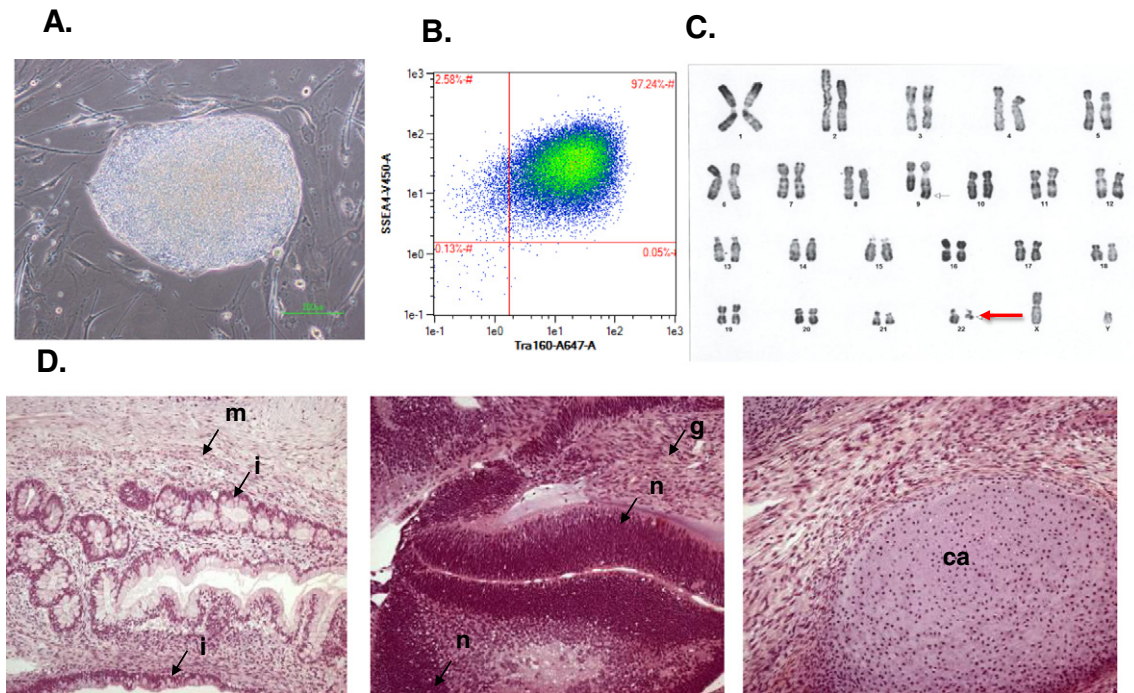 A.
B.
C.
1e3
2.58%-#
97.24%-#
1e2
1e1
1e0
0.13%-#
0.05%-#
1e-1
1e-1 1e0 1e1 1e2 1e3
SSEA4-V450-A
Tra160-A647-A
1 2 3 4 5
6 7 8 9 10 11 12
13 14 15 16 17 18
19 20 21 22 X Y
D.
m
i
i
g
n
n
ca